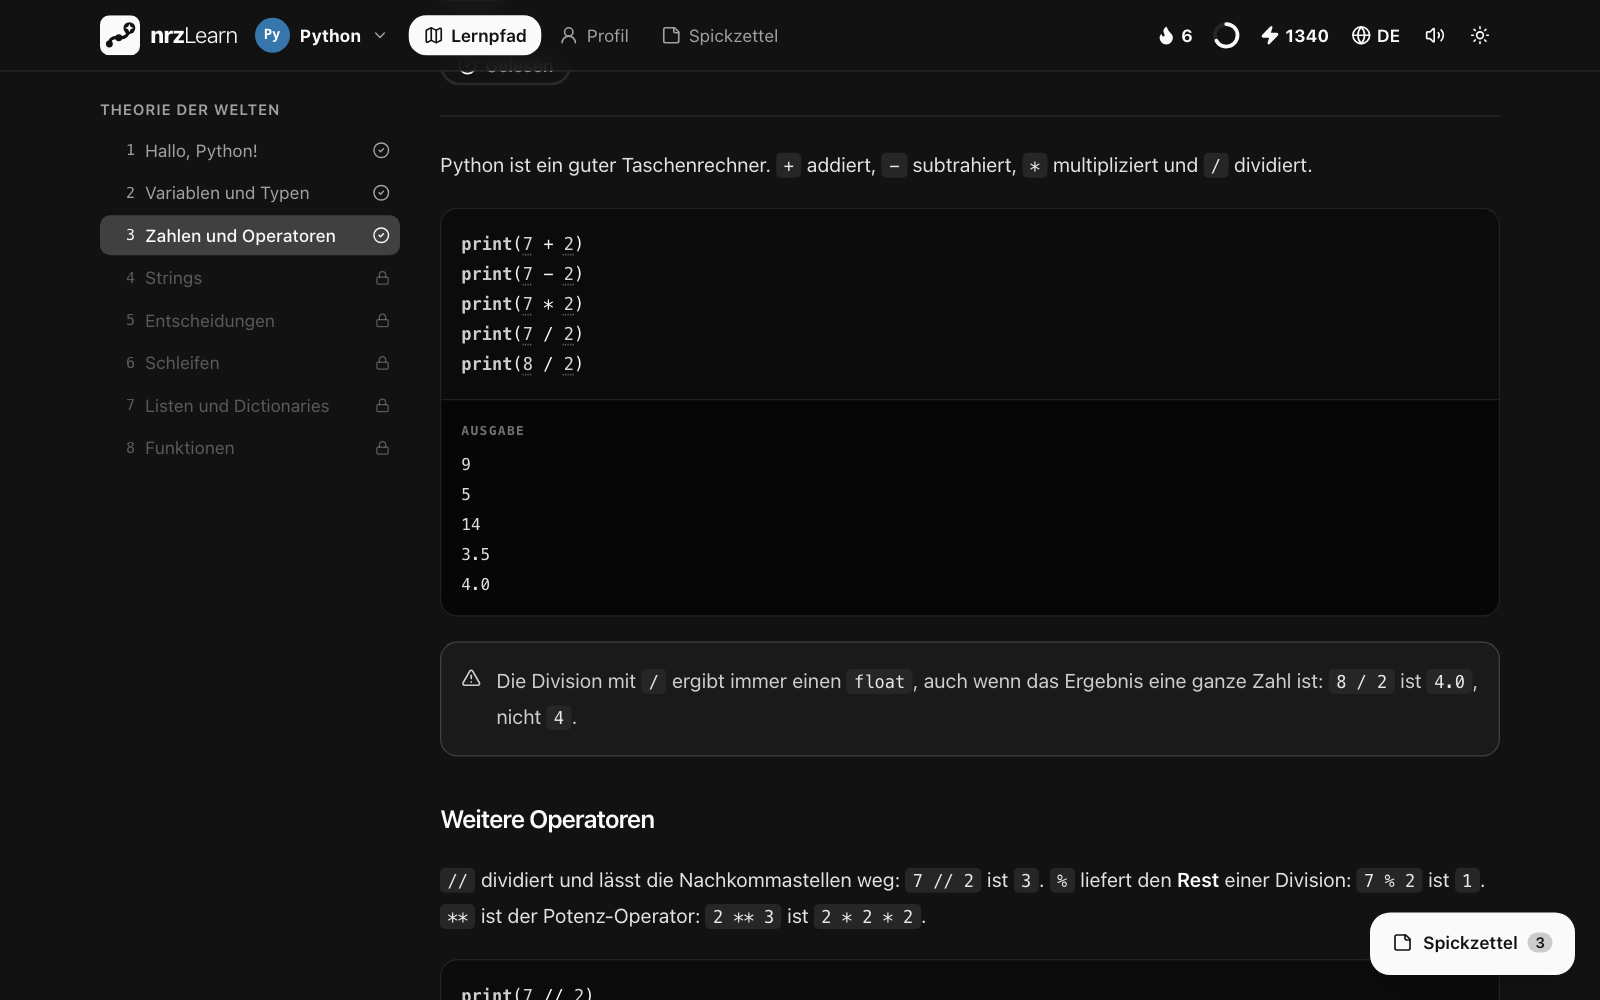 nrzLearn Py Python Lernpfad Profil Spickzettel 6 1340 DE
Gelesen
THEORIE DER WELTEN
1 Hallo, Python!
2 Variablen und Typen
3 Zahlen und Operatoren
4 Strings
5 Entscheidungen
6 Schleifen
7 Listen und Dictionaries
8 Funktionen
Python ist ein guter Taschenrechner. + addiert, - subtrahiert, * multipliziert und / dividiert.
print(7 + 2)
print(7 - 2)
print(7 * 2)
print(7 / 2)
print(8 / 2)
AUSGABE
9
5
14
3.5
4.0
Die Division mit / ergibt immer einen float, auch wenn das Ergebnis eine ganze Zahl ist: 8 / 2 ist 4.0,
nicht 4.
Weitere Operatoren
// dividiert und lässt die Nachkommastellen weg: 7 // 2 ist 3. % liefert den Rest einer Division: 7 % 2 ist 1.
** ist der Potenz-Operator: 2 ** 3 ist 2 * 2 * 2.
Spickzettel 3
print(7 // 2)